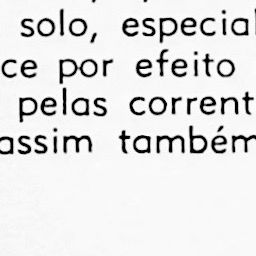 solo, especial
ce por efeito
pelas corrent
assim também